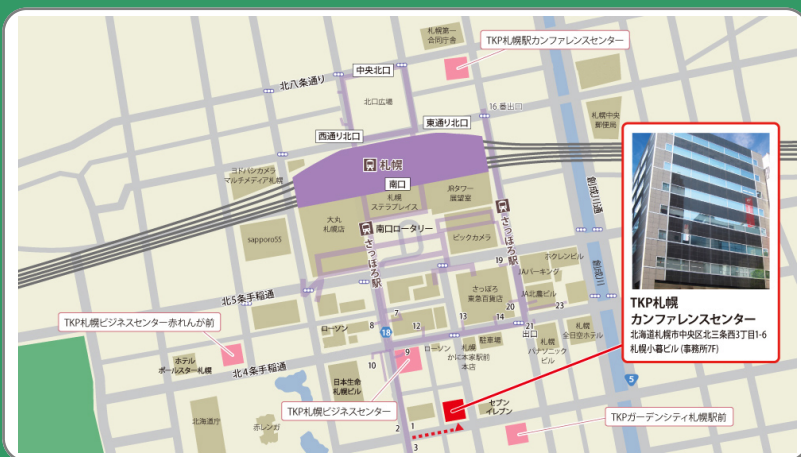 札幌第一
合同庁舎
TKP札幌駅カンファレンスセンター
中央北口
北八条通り
北口広場
16番出口
東通り北口
西通り北口
札幌中央
郵便局
札幌
ヨドバシカメラ
マルチメディア札幌
南口
札幌
ステラプレイス
JRタワー
展望室
大丸
札幌店
南口ロータリー
さっぽろ駅
さっぽろ駅
ビックカメラ
sapporo55
創成川通
創成川
ホクレンビル
19
JAパーキング
さっぽろ
東急百貨店
JA北農ビル
20
23
北5条手稲通
7
13
14
21
出口
ローソン
8
18
12
駐車場
札幌
全日空ホテル
TKP札幌ビジネスセンター赤れんが前
9
ローソン
札幌
かに本家駅前
本店
札幌
パナソニック
ビル
ホテル
ポールスター札幌
10
北4条手稲通
日本生命
札幌ビル
5
TKP札幌ビジネスセンター
セブン
イレブン
TKPガーデンシティ札幌駅前
北海道庁
赤レンガ
1
2
3
TKP札幌
カンファレンスセンター
北海道札幌市中央区北三条西3丁目1-6
札幌小暮ビル (事務所7F)